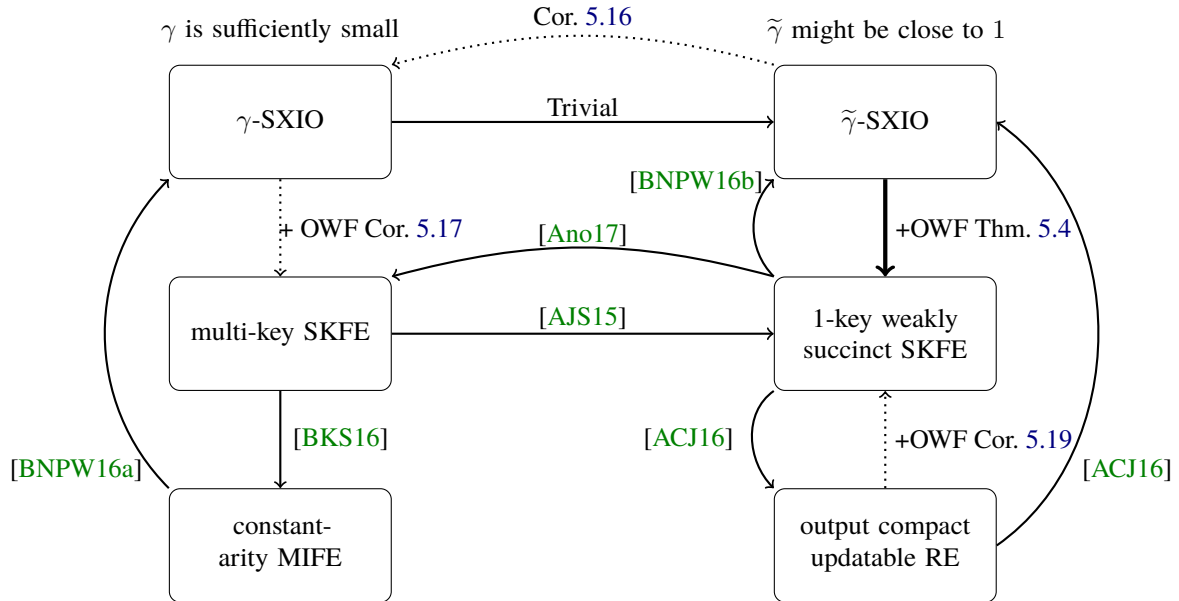 Cor. 5.16
γ is sufficiently small
γ̃ might be close to 1
γ-SXIO
Trivial
γ̃-SXIO
[BNPW16b]
+ OWF Cor. 5.17
[Ano17]
+OWF Thm. 5.4
multi-key SKFE
[AJS15]
1-key weakly
succinct SKFE
[BKS16]
[ACJ16]
+OWF Cor. 5.19
[BNPW16a]
[ACJ16]
constant-
arity MIFE
output compact
updatable RE